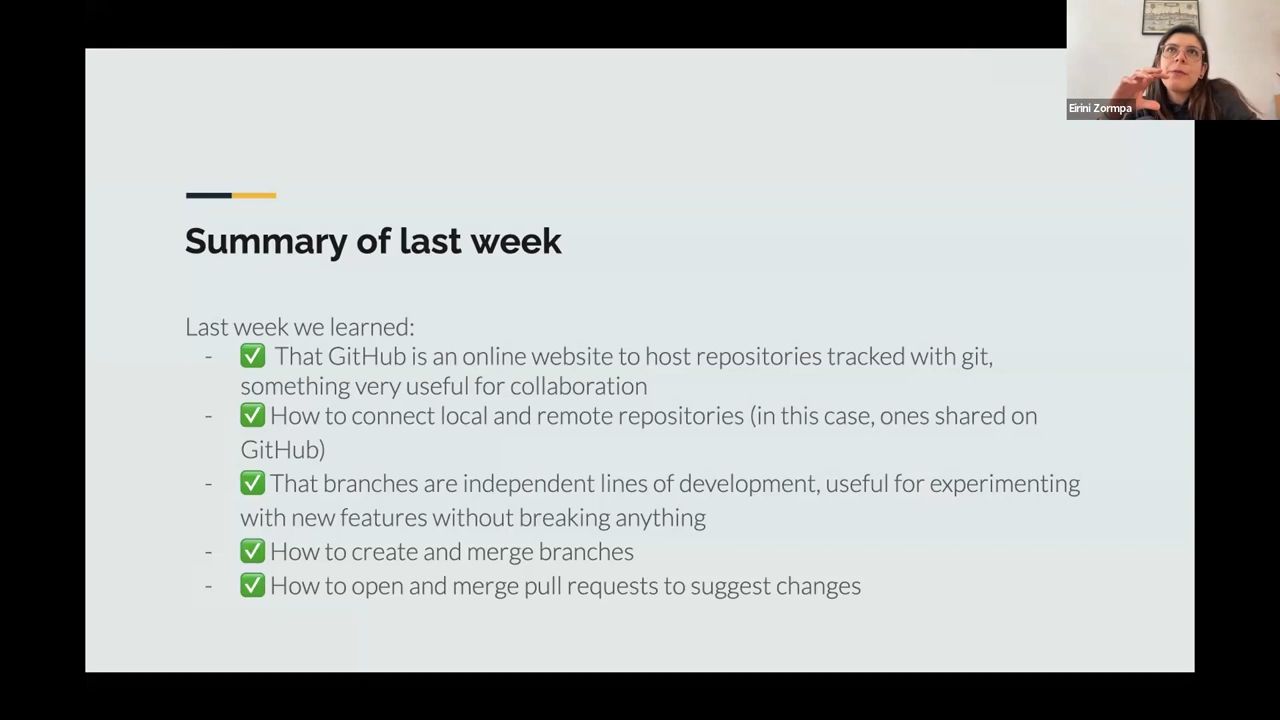 Eirini Zormpa
Summary of last week
Last week we learned:
- ✅ That GitHub is an online website to host repositories tracked with git,
something very useful for collaboration
- ✅ How to connect local and remote repositories (in this case, ones shared on
GitHub)
- ✅ That branches are independent lines of development, useful for experimenting
with new features without breaking anything
- ✅ How to create and merge branches
- ✅ How to open and merge pull requests to suggest changes